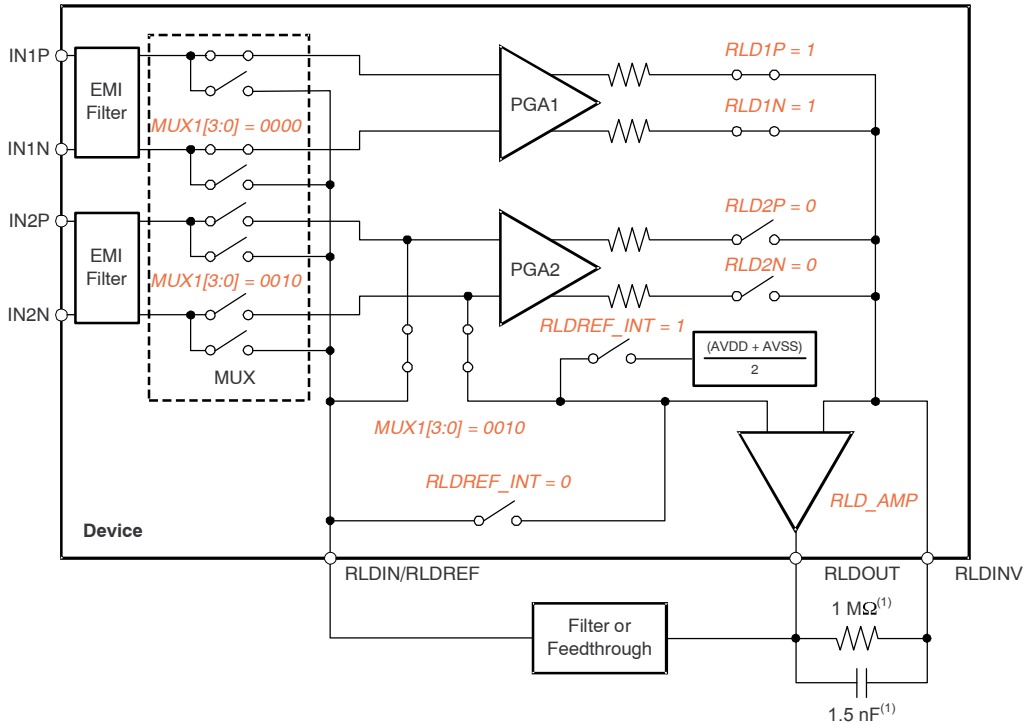 IN1P
EMI
Filter
IN1N
MUX1[3:0] = 0000
PGA1
RLD1P = 1
RLD1N = 1
IN2P
EMI
Filter
IN2N
MUX1[3:0] = 0010
MUX
PGA2
RLD2P = 0
RLD2N = 0
RLDREF_INT = 1
(AVDD + AVSS)
2
MUX1[3:0] = 0010
RLDREF_INT = 0
RLD_AMP
Device
RLDIN/RLDREF
RLDOUT
RLDINV
Filter or
Feedthrough
1 MΩ(1)
1.5 nF(1)